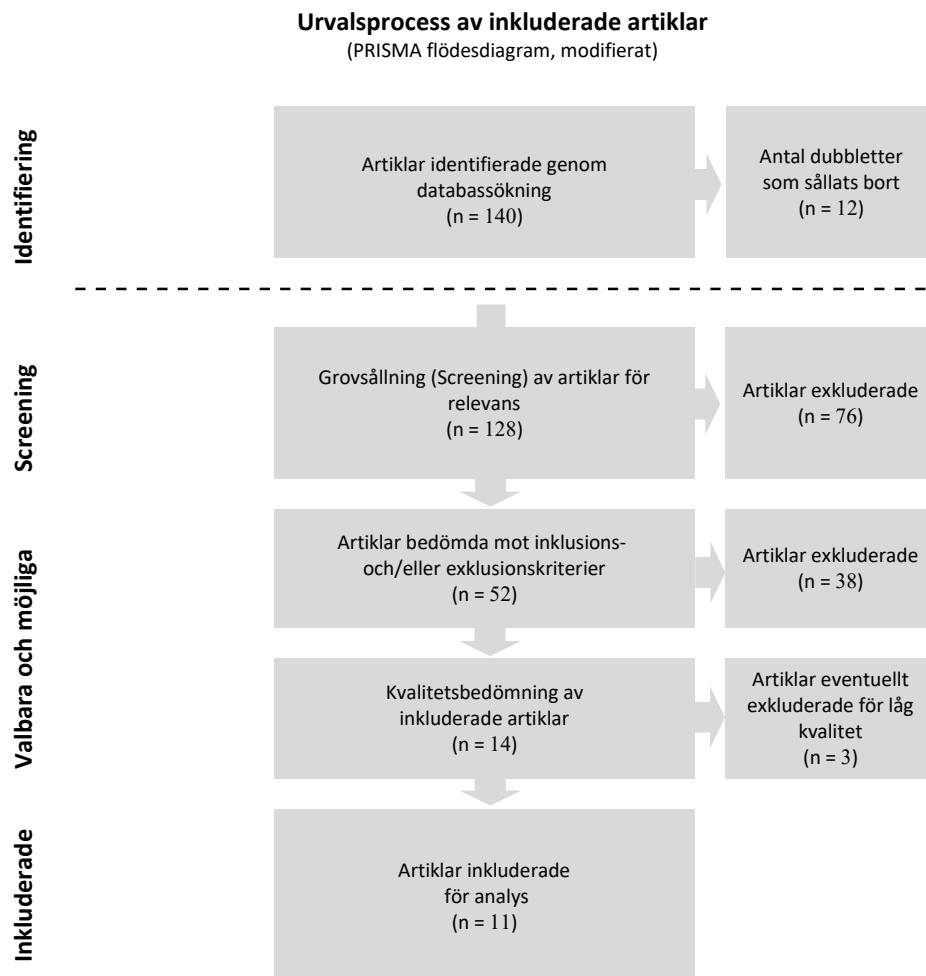 Urvalsprocess av inkluderade artiklar
(PRISMA flödesdiagram, modifierat)
Identifiering
Artiklar identifierade genom
databassökning
(n = 140)
Antal dubbletter
som sållats bort
(n = 12)
Screening
Grovsållning (Screening) av artiklar för
relevans
(n = 128)
Artiklar exkluderade
(n = 76)
Valbara och möjliga
Artiklar bedömda mot inklusions-
och/eller exklusionskriterier
(n = 52)
Artiklar exkluderade
(n = 38)
Kvalitetsbedömning av
inkluderade artiklar
(n = 14)
Artiklar eventuellt
exkluderade för låg
kvalitet
(n = 3)
Inkluderade
Artiklar inkluderade
för analys
(n = 11)